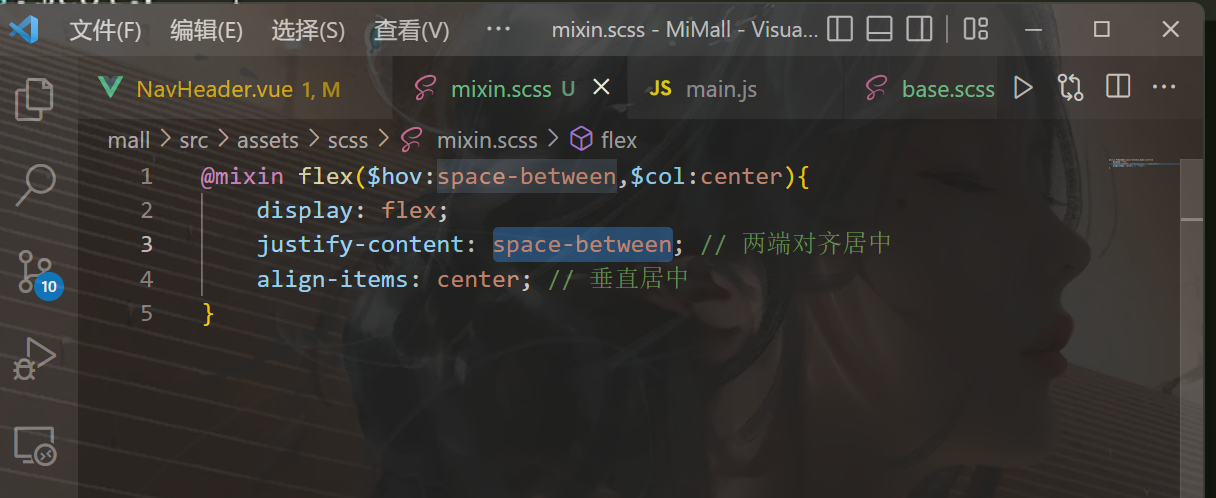 文件(F) 编辑(E) 选择(S) 查看(V) ··· mixin.scss - MiMall - Visua...
NavHeader.vue 1, M mixin.scss U JS main.js base.scss
mall > src > assets > scss > mixin.scss > flex
1 @mixin flex($hov:space-between,$col:center){
2 display: flex;
3 justify-content: space-between; // 两端对齐居中
4 align-items: center; // 垂直居中
5 }
10